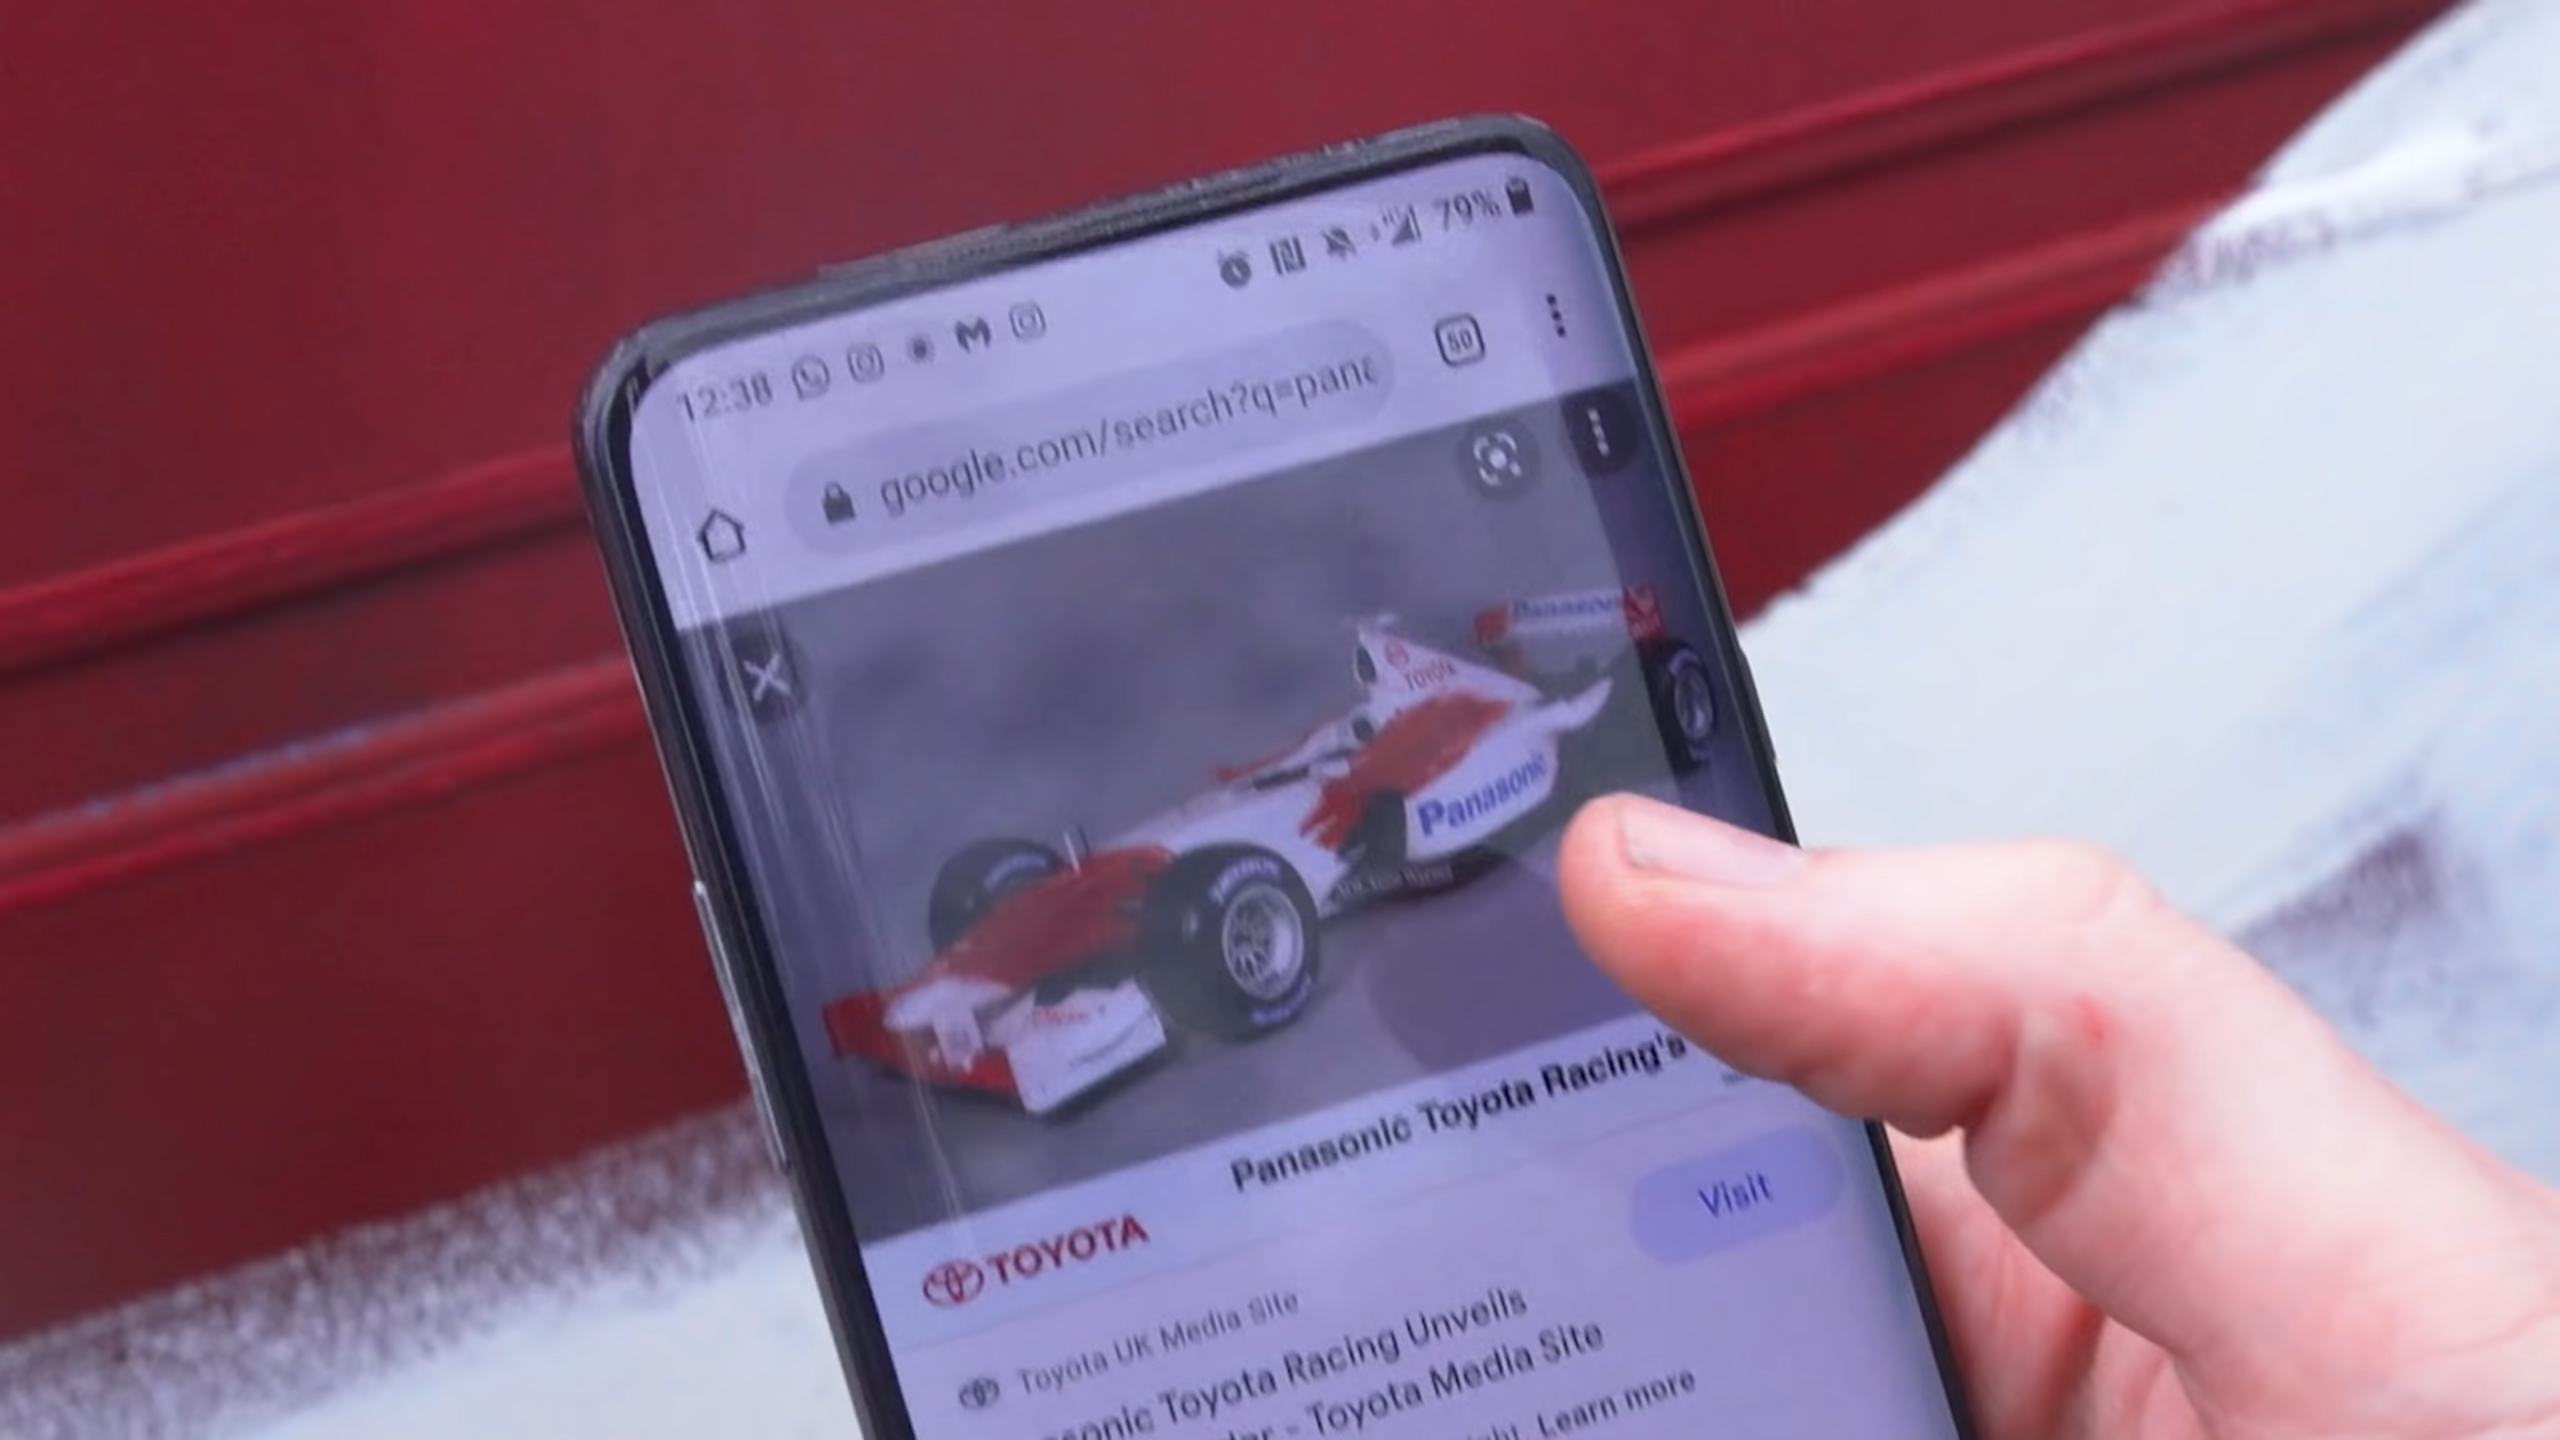 12:38 79%
google.com/search?q=pana
50
Panasonic
TOYOTA
Panasonic
Panasonic Toyota Racing's
TOYOTA
Visit
Toyota UK Media Site
asonic Toyota Racing Unveils
- Toyota Media Site
Learn more